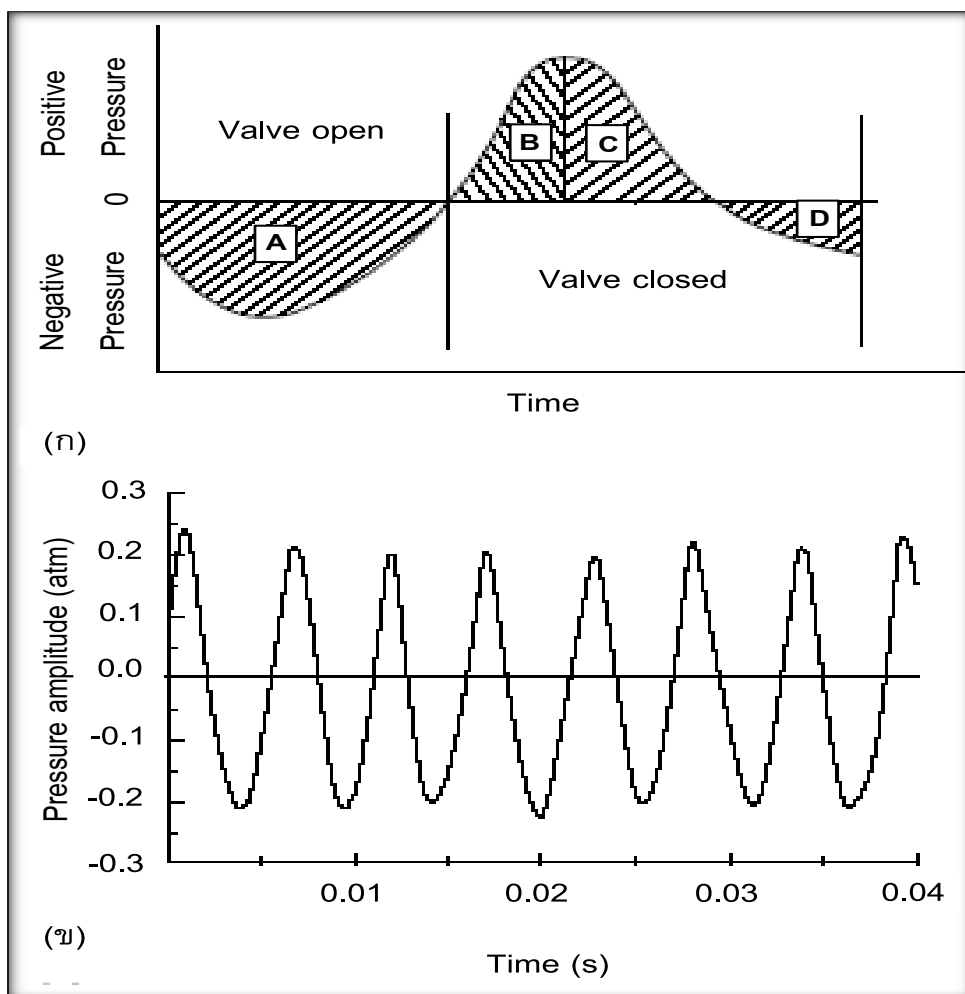 Positive
Pressure
0
Negative
Pressure
Valve open
A
B
C
D
Valve closed
Time
(ก)
Pressure amplitude (atm)
0.3
0.2
0.1
0.0
-0.1
-0.2
-0.3
0.01
0.02
0.03
0.04
(ข)
Time (s)